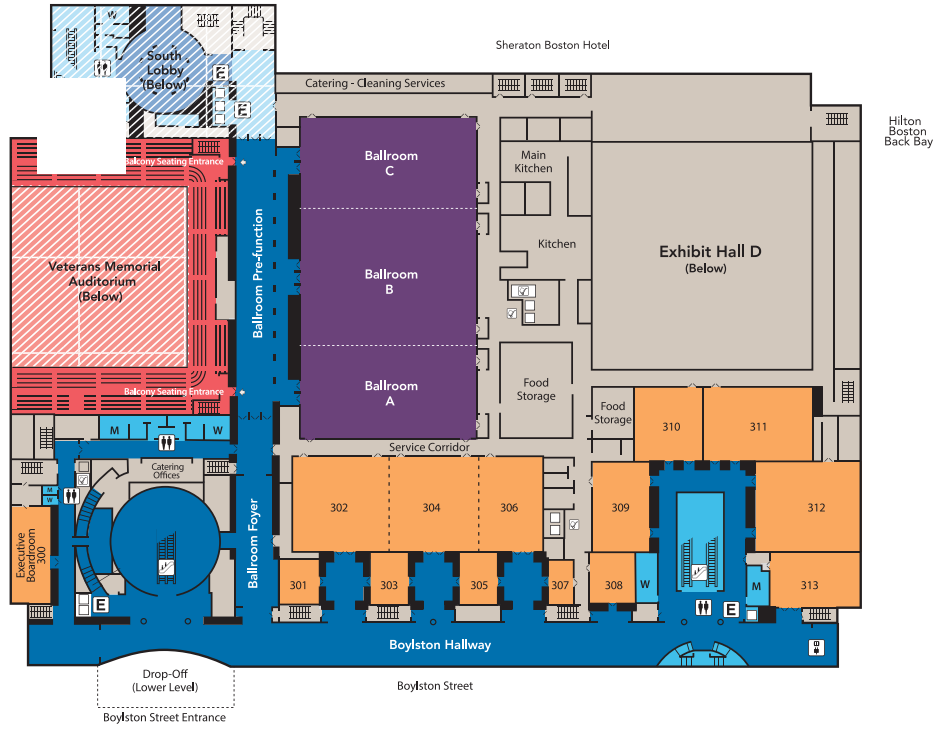 Sheraton Boston Hotel
South
Lobby
(Below)
E
E
Catering - Cleaning Services
Hilton
Boston
Back Bay
Balcony Seating Entrance
Ballroom
C
Main
Kitchen
Kitchen
Ballroom Pre-function
Veterans Memorial
Auditorium
(Below)
Ballroom
B
Exhibit Hall D
(Below)
Balcony Seating Entrance
Ballroom
A
Food
Storage
Food
Storage
M
W
310
311
Service Corridor
Catering
Offices
M
W
302
304
306
309
312
Executive
Boardroom
300
Ballroom Foyer
301
303
305
307
308
W
M
313
E
E
Boylston Hallway
Drop-Off
(Lower Level)
Boylston Street
Boylston Street Entrance